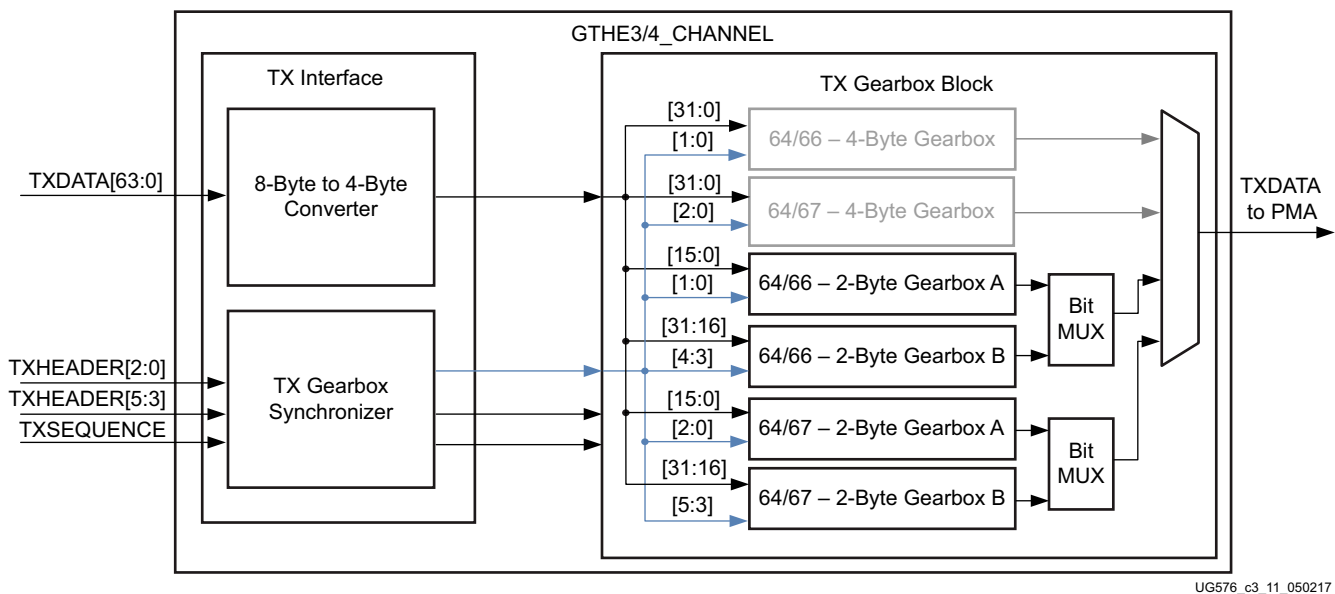 GTHE3/4_CHANNEL
TX Interface
TX Gearbox Block
TXDATA[63:0]
8-Byte to 4-Byte
Converter
TXHEADER[2:0]
TXHEADER[5:3]
TXSEQUENCE
TX Gearbox
Synchronizer
[31:0]
[1:0]
64/66 – 4-Byte Gearbox
[31:0]
[2:0]
64/67 – 4-Byte Gearbox
[15:0]
[1:0]
64/66 – 2-Byte Gearbox A
[31:16]
[4:3]
64/66 – 2-Byte Gearbox B
Bit
MUX
[15:0]
[2:0]
64/67 – 2-Byte Gearbox A
[31:16]
[5:3]
64/67 – 2-Byte Gearbox B
Bit
MUX
TXDATA
to PMA
UG576_c3_11_050217